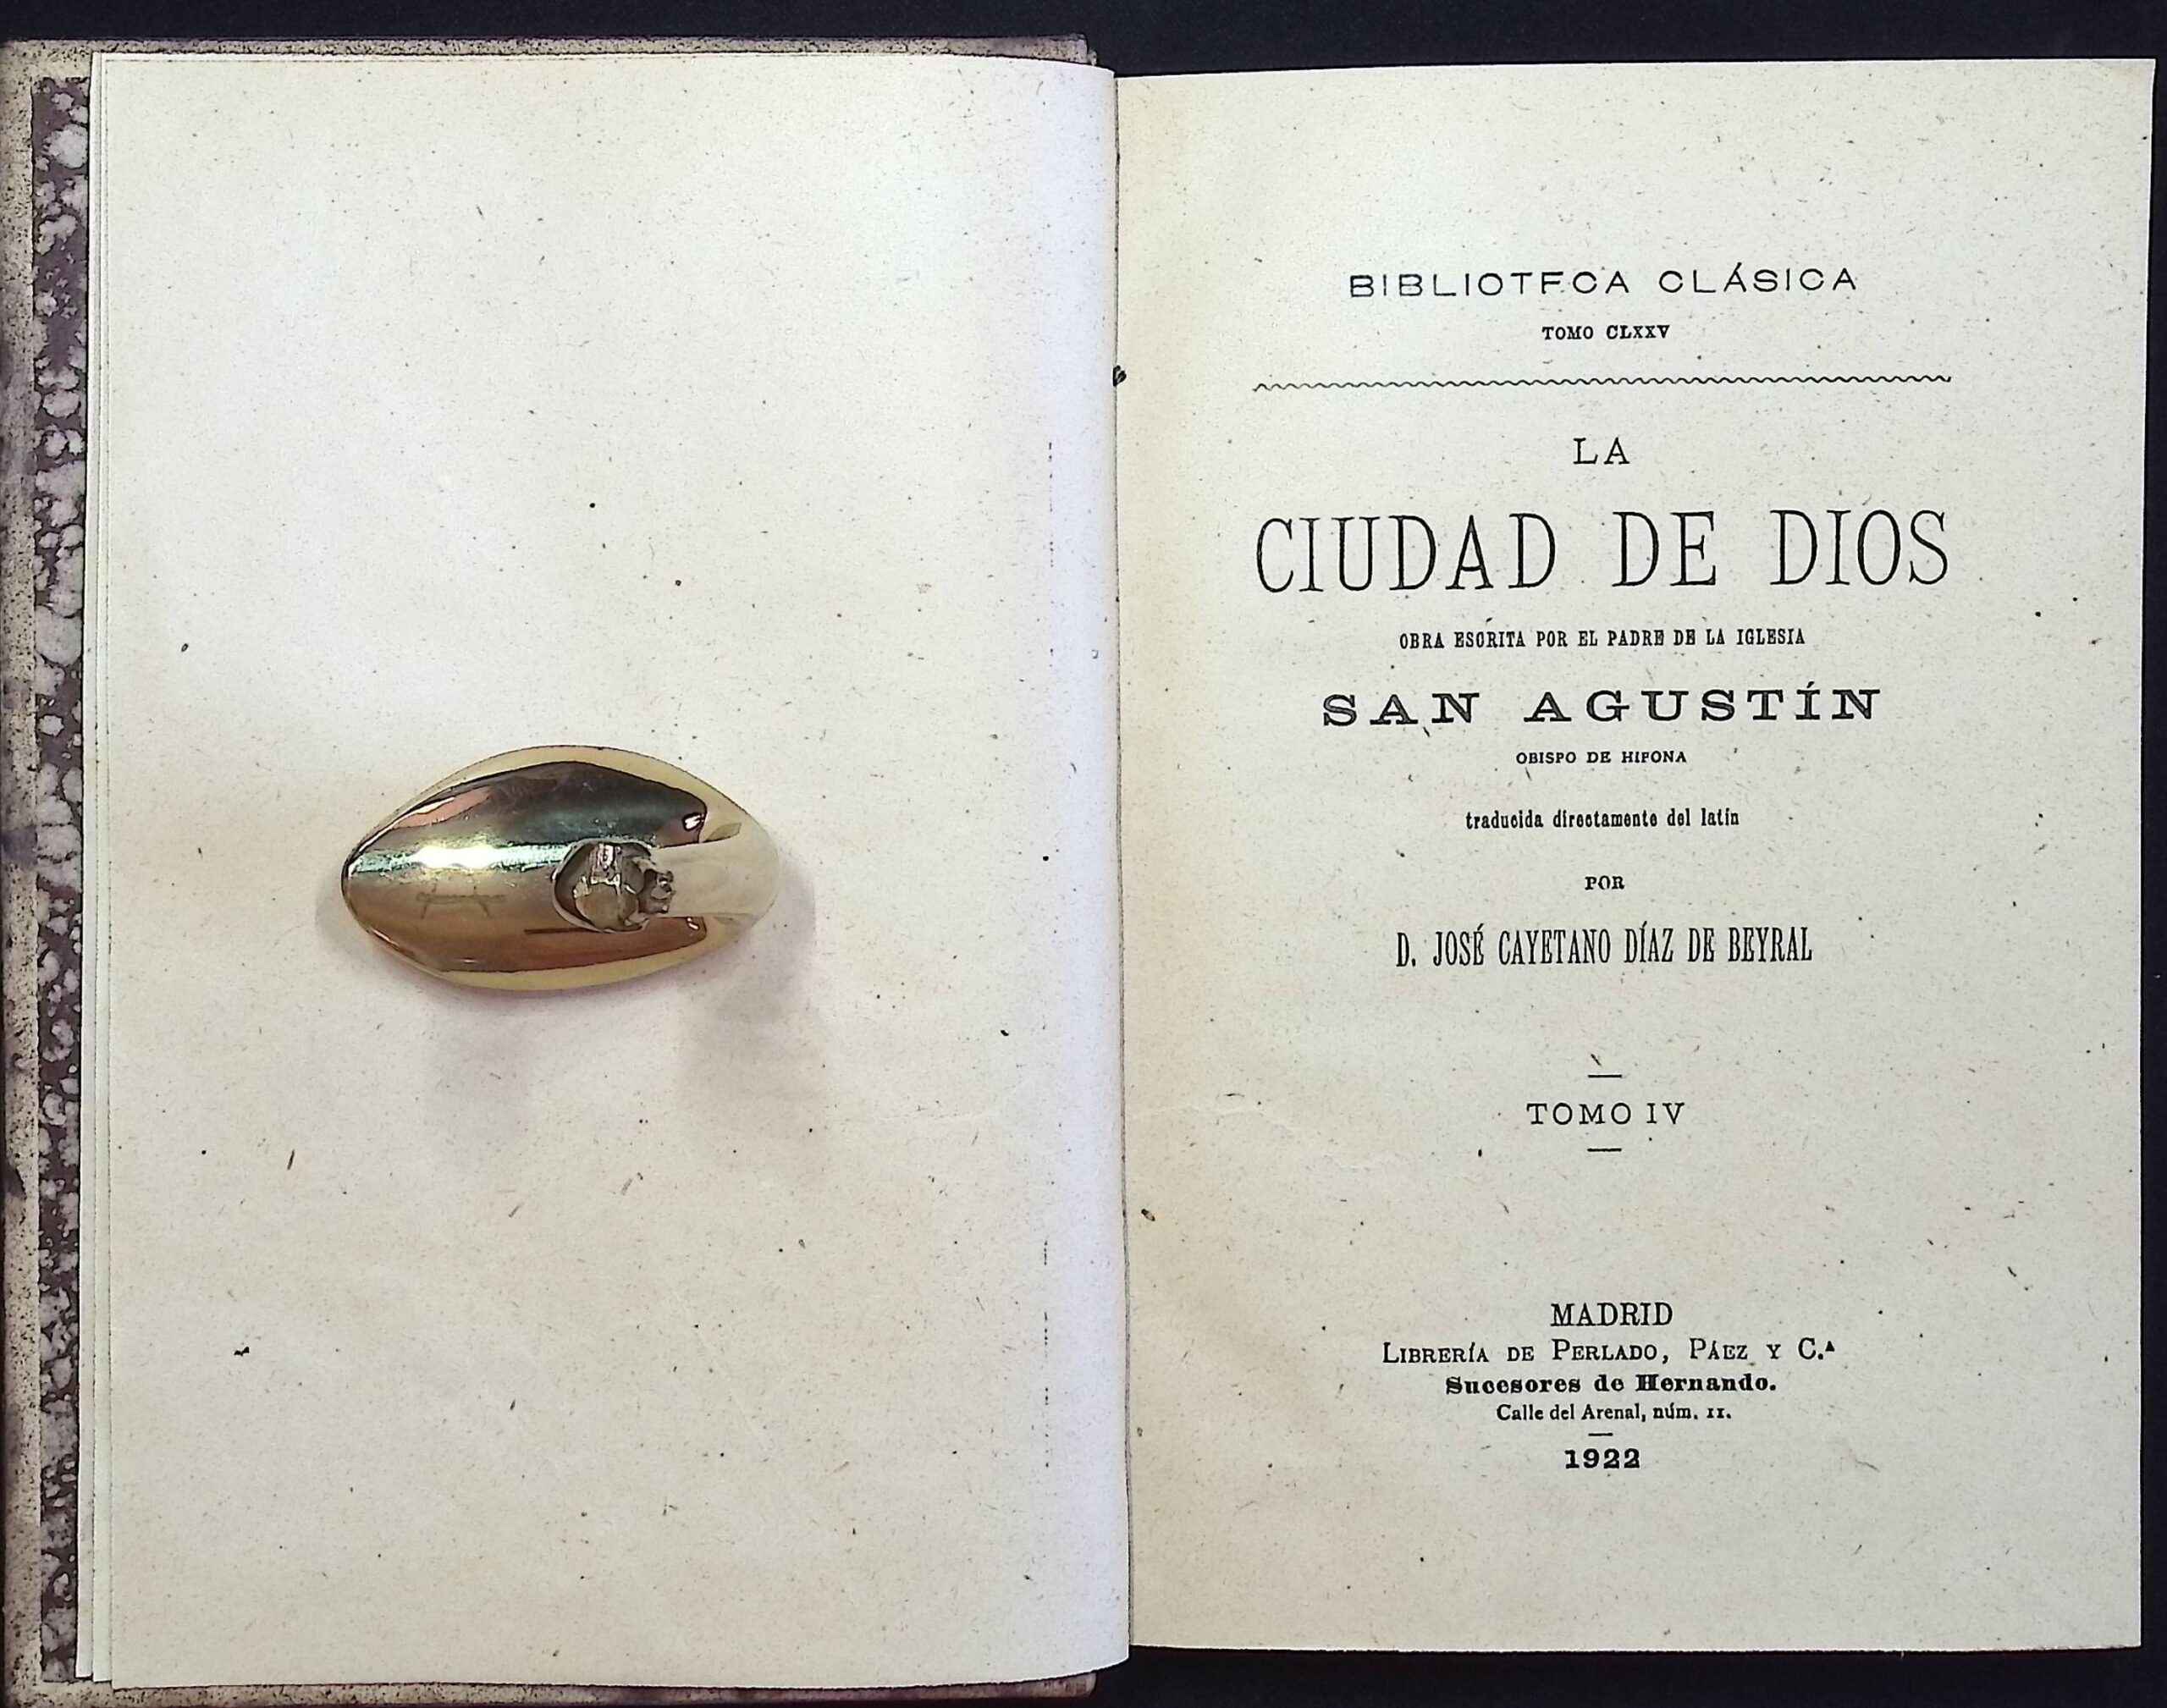 BIBLIOTECA CLÁSICA
TOMO CLXXV
LA
CIUDAD DE DIOS
OBRA ESCRITA POR EL PADRE DE LA IGLESIA
SAN AGUSTÍN
OBISPO DE HIPONA
traducida directamente del latín
POR
D. JOSÉ CAYETANO DÍAZ DE BEYRAL
TOMO IV
MADRID
LIBRERÍA DE PERLADO, PÁEZ Y C.ᴬ
Sucesores de Hernando.
Calle del Arenal, núm. 11.
1922